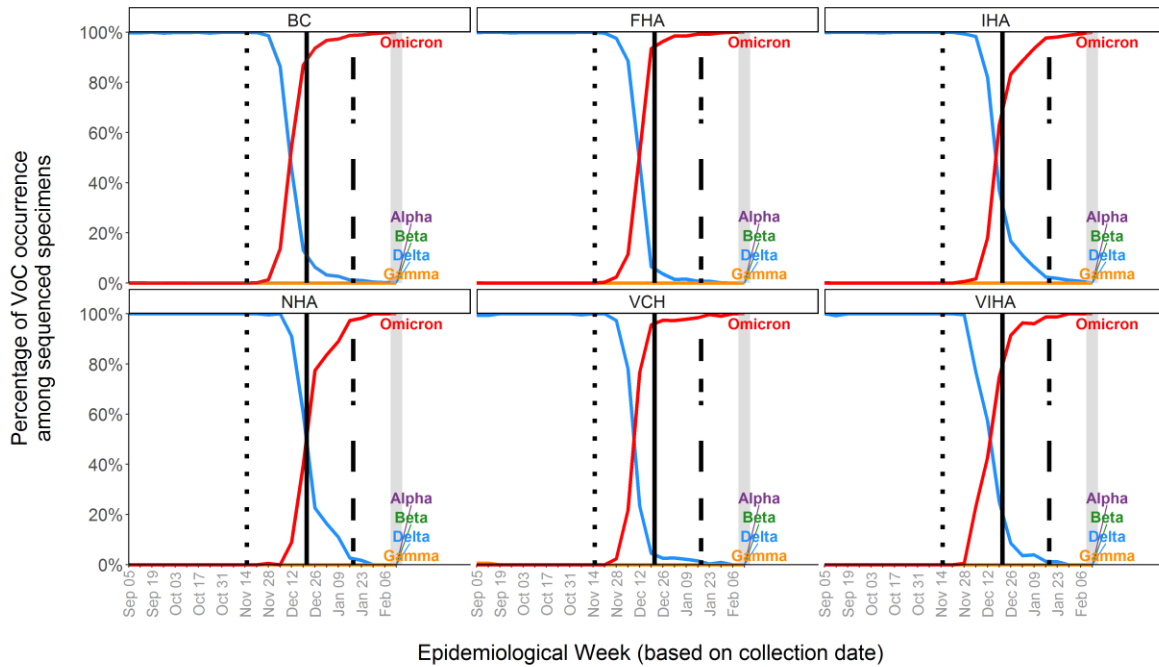 BC
FHA
IHA
100%
80%
60%
40%
20%
0%
Omicron
Alpha
Beta
Delta
Gamma
Omicron
Alpha
Beta
Delta
Gamma
Omicron
Alpha
Beta
Delta
Gamma
NHA
VCH
VIHA
100%
80%
60%
40%
20%
0%
Omicron
Alpha
Beta
Delta
Gamma
Omicron
Alpha
Beta
Delta
Gamma
Omicron
Alpha
Beta
Delta
Gamma
Sep 05
Sep 19
Oct 03
Oct 17
Oct 31
Nov 14
Nov 28
Dec 12
Dec 26
Jan 09
Jan 23
Feb 06
Sep 05
Sep 19
Oct 03
Oct 17
Oct 31
Nov 14
Nov 28
Dec 12
Dec 26
Jan 09
Jan 23
Feb 06
Sep 05
Sep 19
Oct 03
Oct 17
Oct 31
Nov 14
Nov 28
Dec 12
Dec 26
Jan 09
Jan 23
Feb 06
Percentage of VoC occurrence
among sequenced specimens
Epidemiological Week (based on collection date)